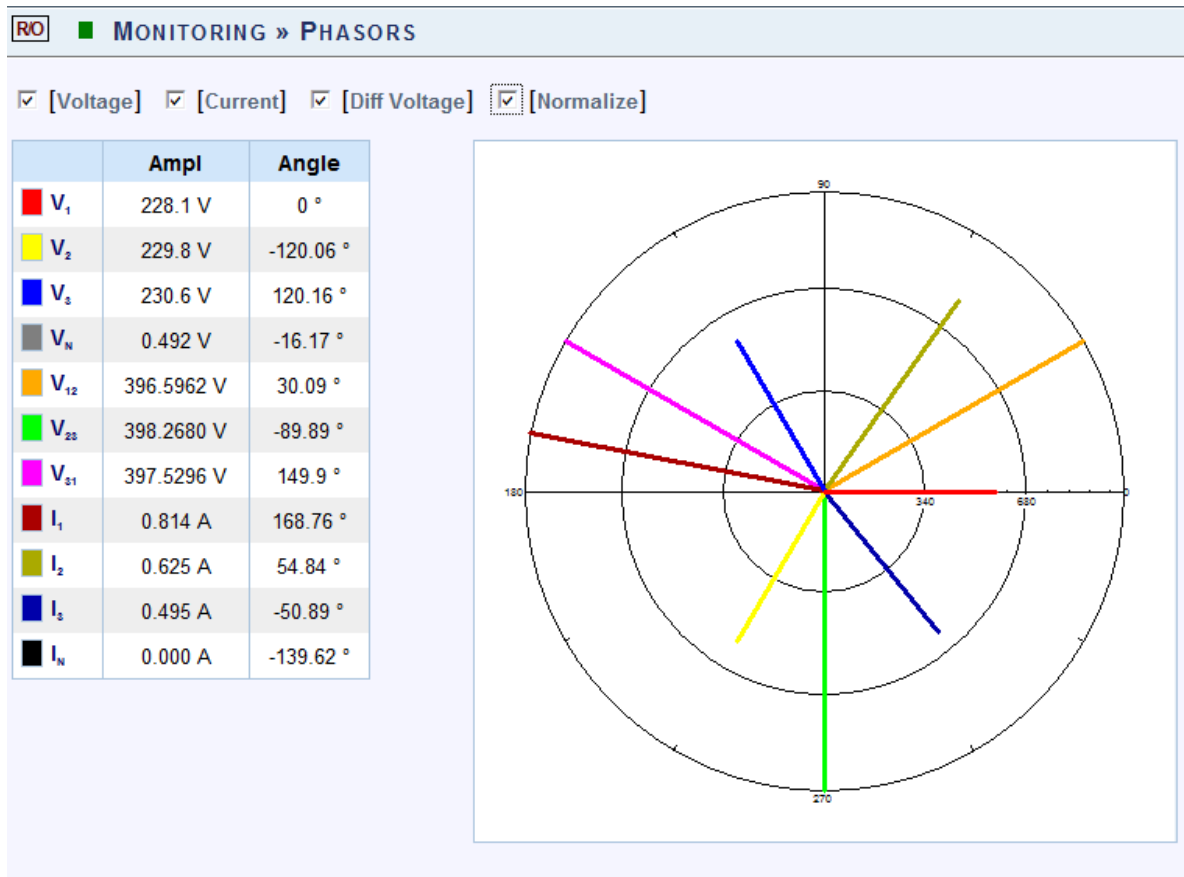 R/O MONITORING » PHASORS
[Voltage] [Current] [Diff Voltage] [Normalize]
Ampl Angle
V₁ 228.1 V 0 °
V₂ 229.8 V -120.06 °
V₃ 230.6 V 120.16 °
V_N 0.492 V -16.17 °
V₁₂ 396.5962 V 30.09 °
V₂₃ 398.2680 V -89.89 °
V₃₁ 397.5296 V 149.9 °
I₁ 0.814 A 168.76 °
I₂ 0.625 A 54.84 °
I₃ 0.495 A -50.89 °
I_N 0.000 A -139.62 °
90
180
340
680
0
270